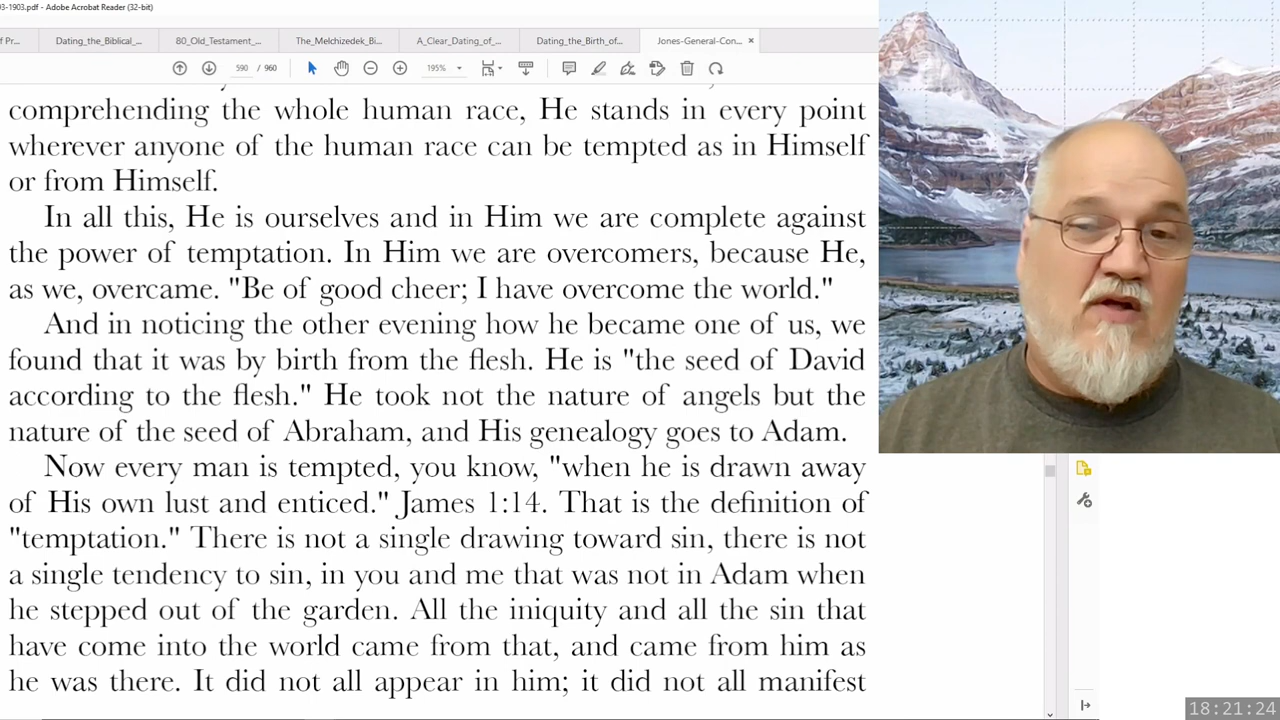 93-1903.pdf - Adobe Acrobat Reader (32-bit)
f Pr...
Dating_the_Biblical_...
30_Old_Testament_...
The_Melchizedek_Bi...
A_Clear_Dating_of_...
Dating_the_Birth_of...
Jones-General-Con...
590 / 960
195%
comprehending the whole human race, He stands in every point
wherever anyone of the human race can be tempted as in Himself
or from Himself.
In all this, He is ourselves and in Him we are complete against
the power of temptation. In Him we are overcomers, because He,
as we, overcame. "Be of good cheer; I have overcome the world."
And in noticing the other evening how he became one of us, we
found that it was by birth from the flesh. He is "the seed of David
according to the flesh." He took not the nature of angels but the
nature of the seed of Abraham, and His genealogy goes to Adam.
Now every man is tempted, you know, "when he is drawn away
of His own lust and enticed." James 1:14. That is the definition of
"temptation." There is not a single drawing toward sin, there is not
a single tendency to sin, in you and me that was not in Adam when
he stepped out of the garden. All the iniquity and all the sin that
have come into the world came from that, and came from him as
he was there. It did not all appear in him; it did not all manifest
18:21:24